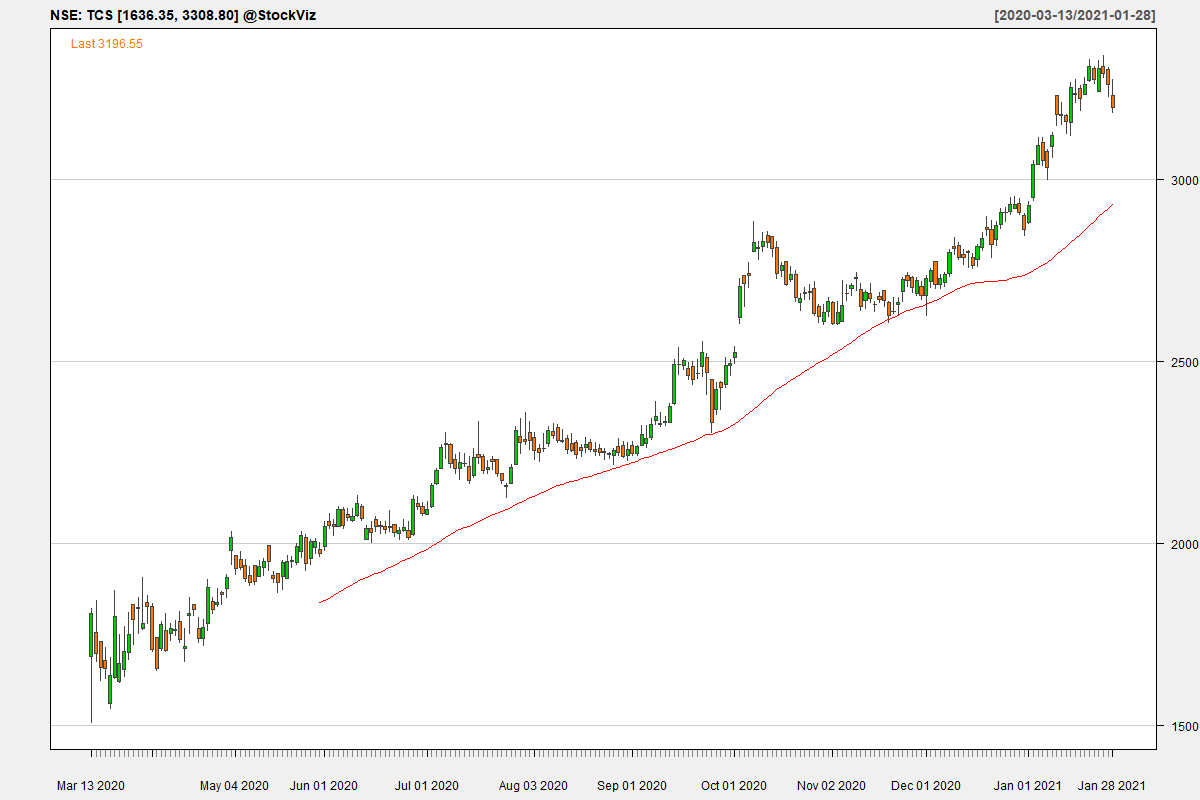 NSE: TCS [1636.35, 3308.80] @StockViz [2020-03-13/2021-01-28]
Last 3196.55
3000
2500
2000
1500
Mar 13 2020 May 04 2020 Jun 01 2020 Jul 01 2020 Aug 03 2020 Sep 01 2020 Oct 01 2020 Nov 02 2020 Dec 01 2020 Jan 01 2021 Jan 28 2021